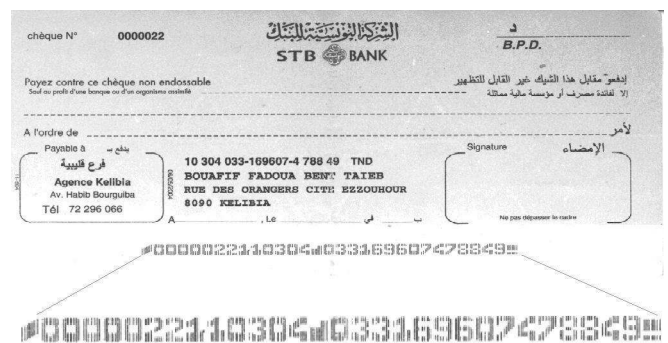 الشركة التونسية للبنك
STB BANK
chèque N° 0000022
د
B.P.D.
Payez contre ce chèque non endossable
Sauf au profit d'une banque ou d'un organisme assimilé
إدفعوا مقابل هذا الشيك غير القابل للتظهير
إلا لفائدة مصرف أو مؤسسة مالية مماثلة
A l'ordre de
لأمر
Payable à يدفع بـ
فرع قليبية
Agence Kelibia
Av. Habib Bourguiba
Tél 72 296 066
10 304 033-169607-4 788 49 TND
BOUAFIF FADOUA BENT TAIEB
RUE DES ORANGERS CITE EZZOUHOUR
8090 KELIBIA
A , Le في بـ
Signature الإمضاء
Ne pas dépasser le cadre
0000022 10304 033169607478849
0000022 10304 033169607478849